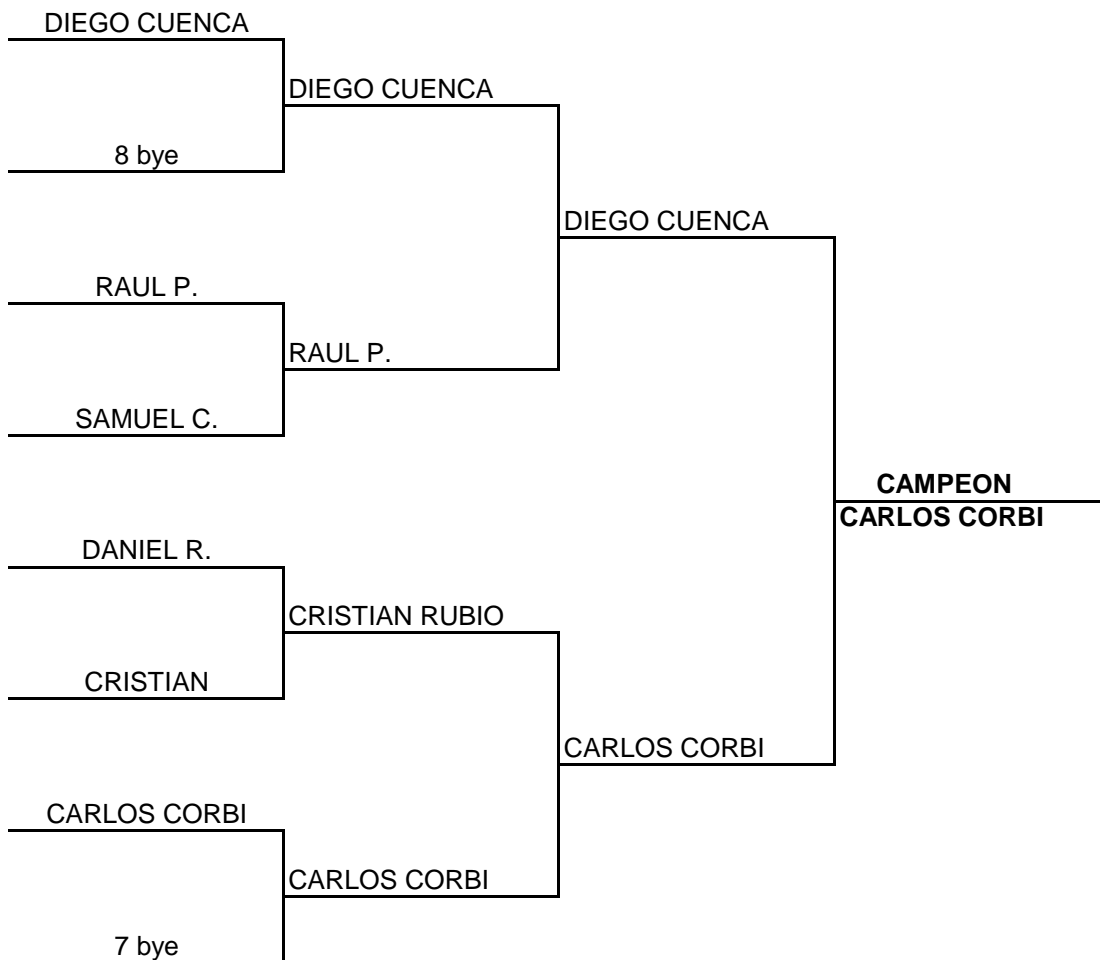 DIEGO CUENCA
DIEGO CUENCA
8 bye
DIEGO CUENCA
RAUL P.
RAUL P.
SAMUEL C.
CAMPEON
CARLOS CORBI
DANIEL R.
CRISTIAN RUBIO
CRISTIAN
CARLOS CORBI
CARLOS CORBI
CARLOS CORBI
7 bye